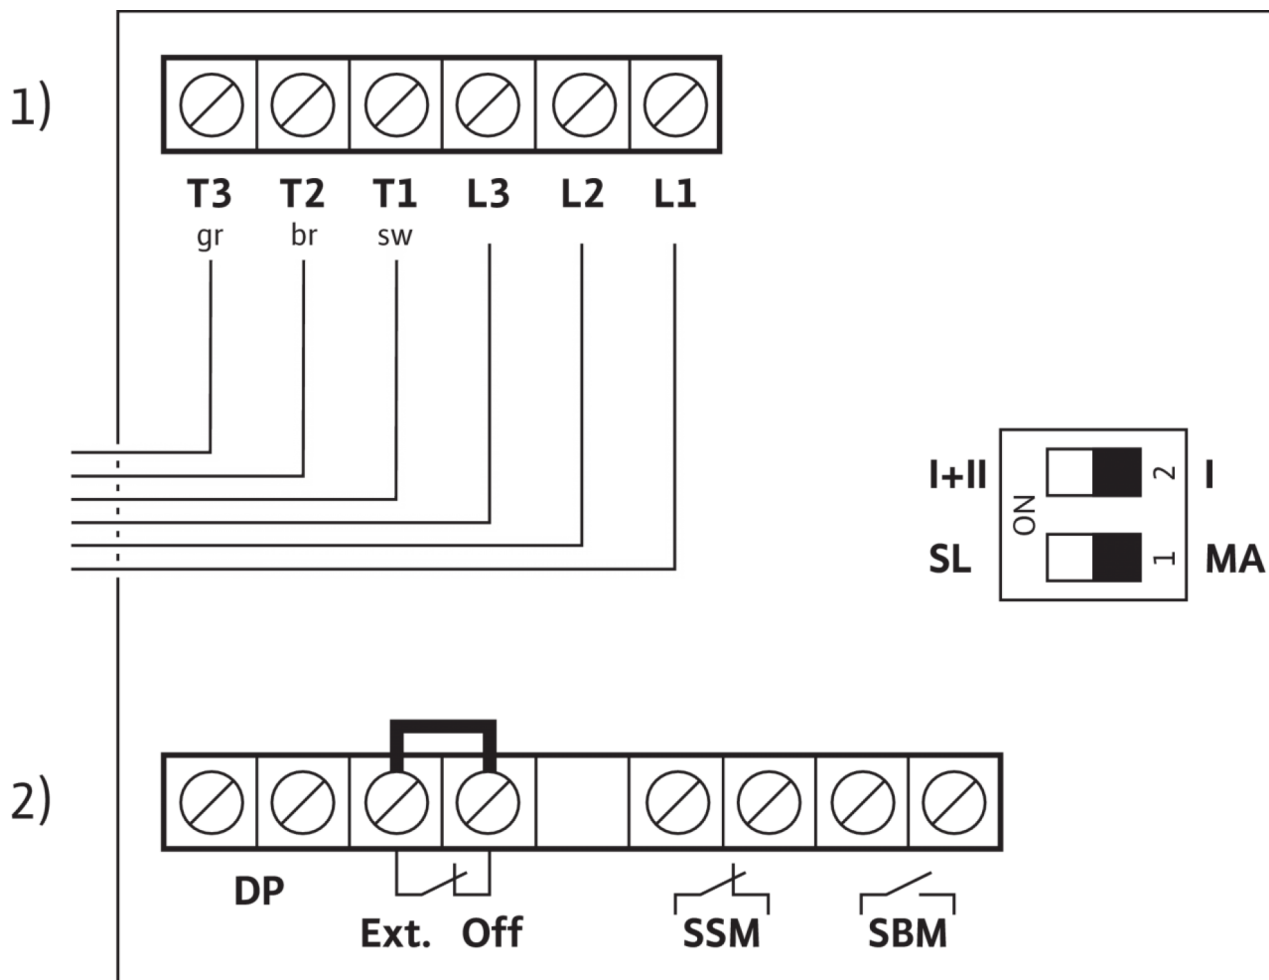 1)
T3 T2 T1 L3 L2 L1
gr br sw
I+II ON 2 I
SL 1 MA
2)
DP
Ext. Off SSM SBM